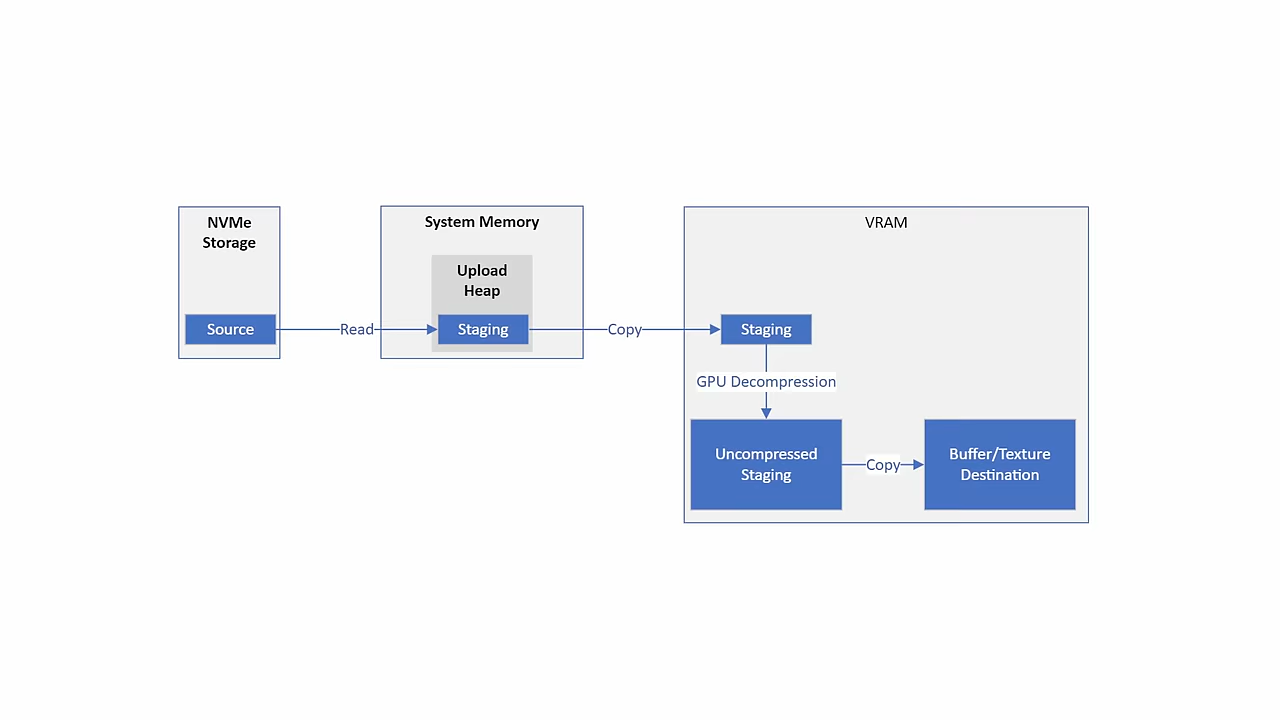 NVMe
Storage
Source
Read
System Memory
Upload
Heap
Staging
Copy
VRAM
Staging
GPU Decompression
Uncompressed
Staging
Copy
Buffer/Texture
Destination